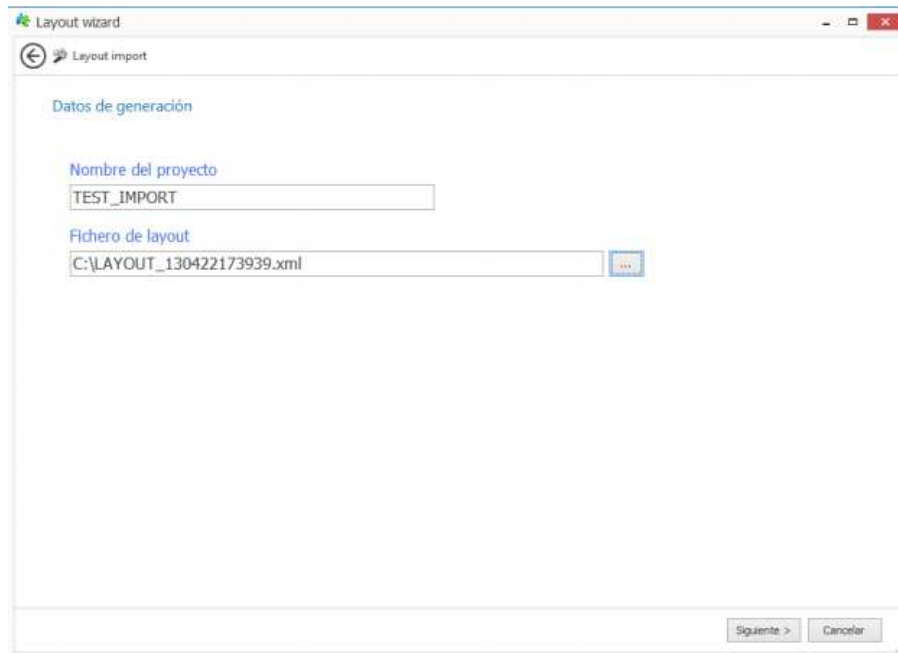 Layout wizard
Layout import
Datos de generación
Nombre del proyecto
TEST_IMPORT
Fichero de layout
C:\LAYOUT_130422173939.xml
...
Siguiente > Cancelar